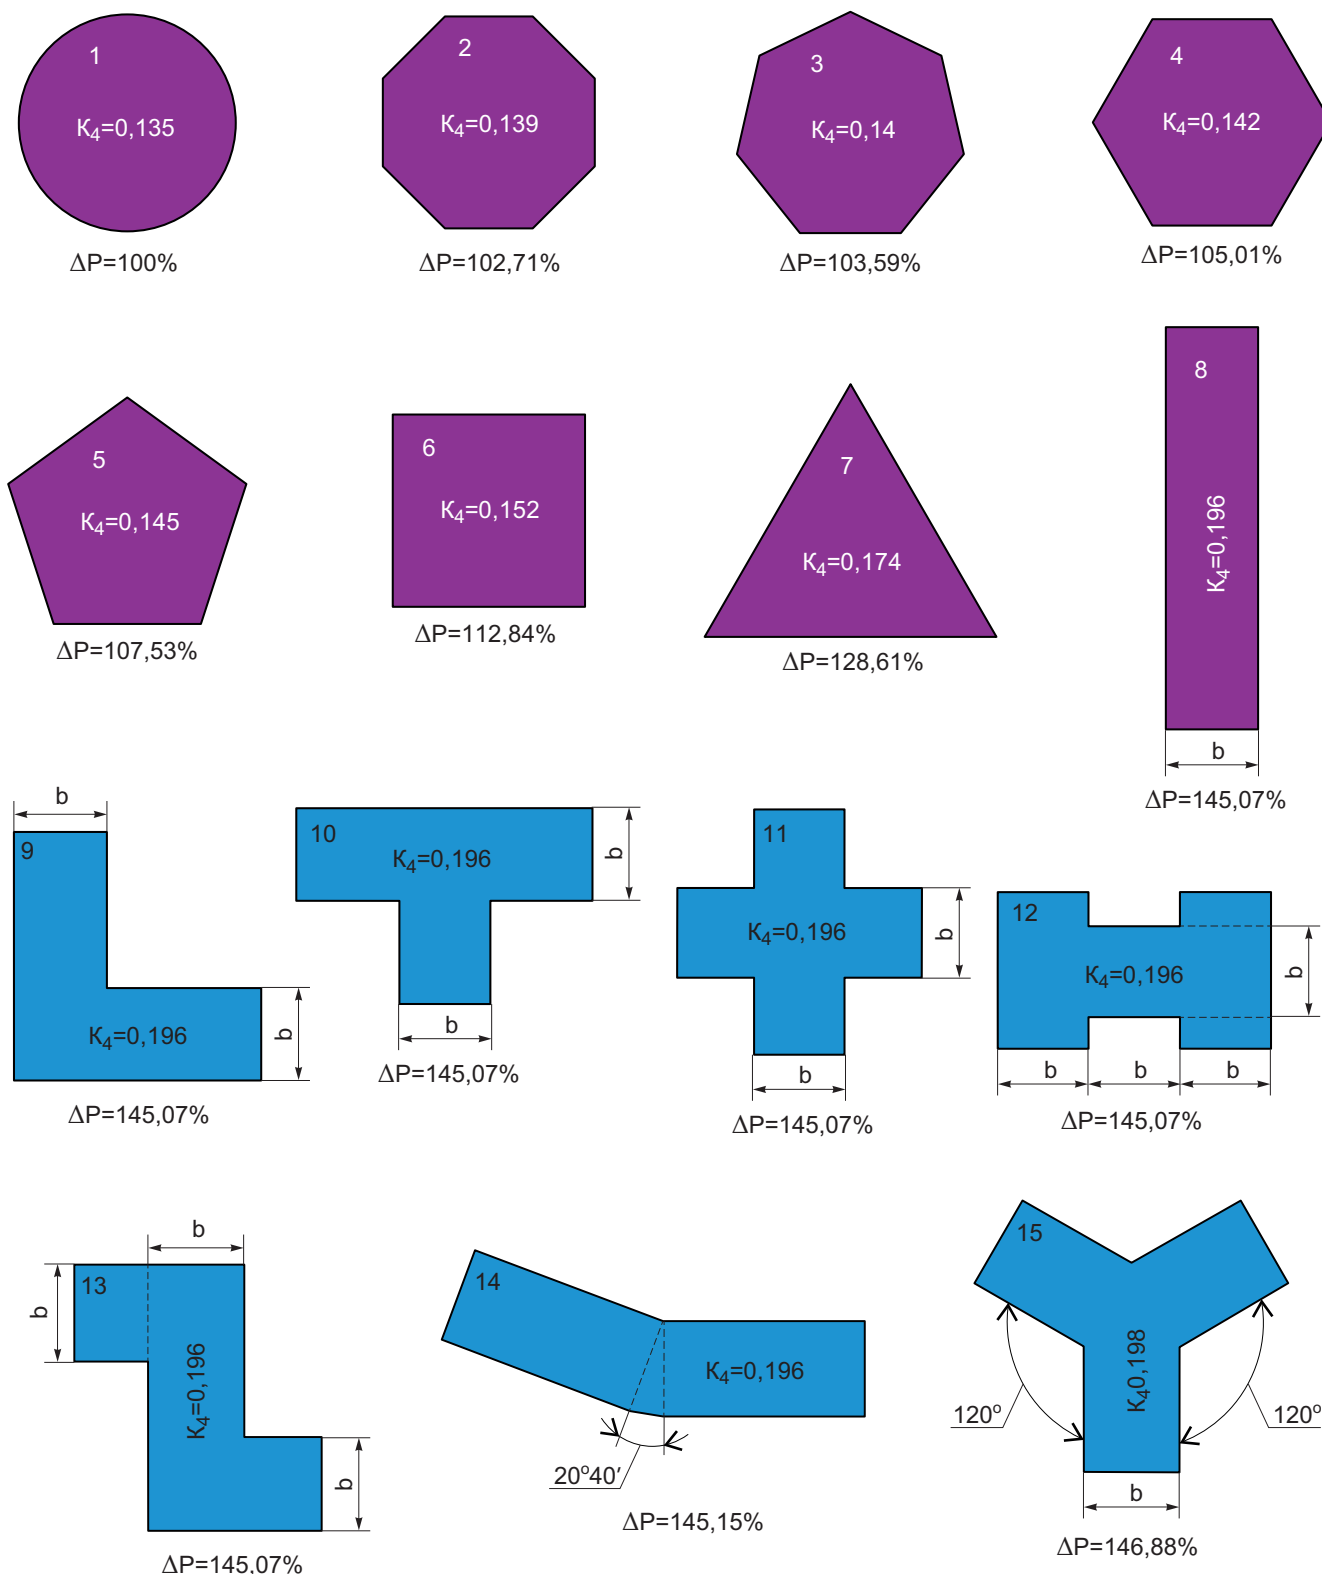 1
K₄=0,135
ΔP=100%
2
K₄=0,139
ΔP=102,71%
3
K₄=0,14
ΔP=103,59%
4
K₄=0,142
ΔP=105,01%
5
K₄=0,145
ΔP=107,53%
6
K₄=0,152
ΔP=112,84%
7
K₄=0,174
ΔP=128,61%
8
K₄=0,196
b
ΔP=145,07%
b
9
K₄=0,196
b
ΔP=145,07%
10
K₄=0,196
b
b
ΔP=145,07%
11
K₄=0,196
b
b
ΔP=145,07%
12
K₄=0,196
b
b
b
b
ΔP=145,07%
b
13
b
K₄=0,196
b
ΔP=145,07%
14
K₄=0,196
20°40′
ΔP=145,15%
15
K₄0,198
120°
120°
b
ΔP=146,88%